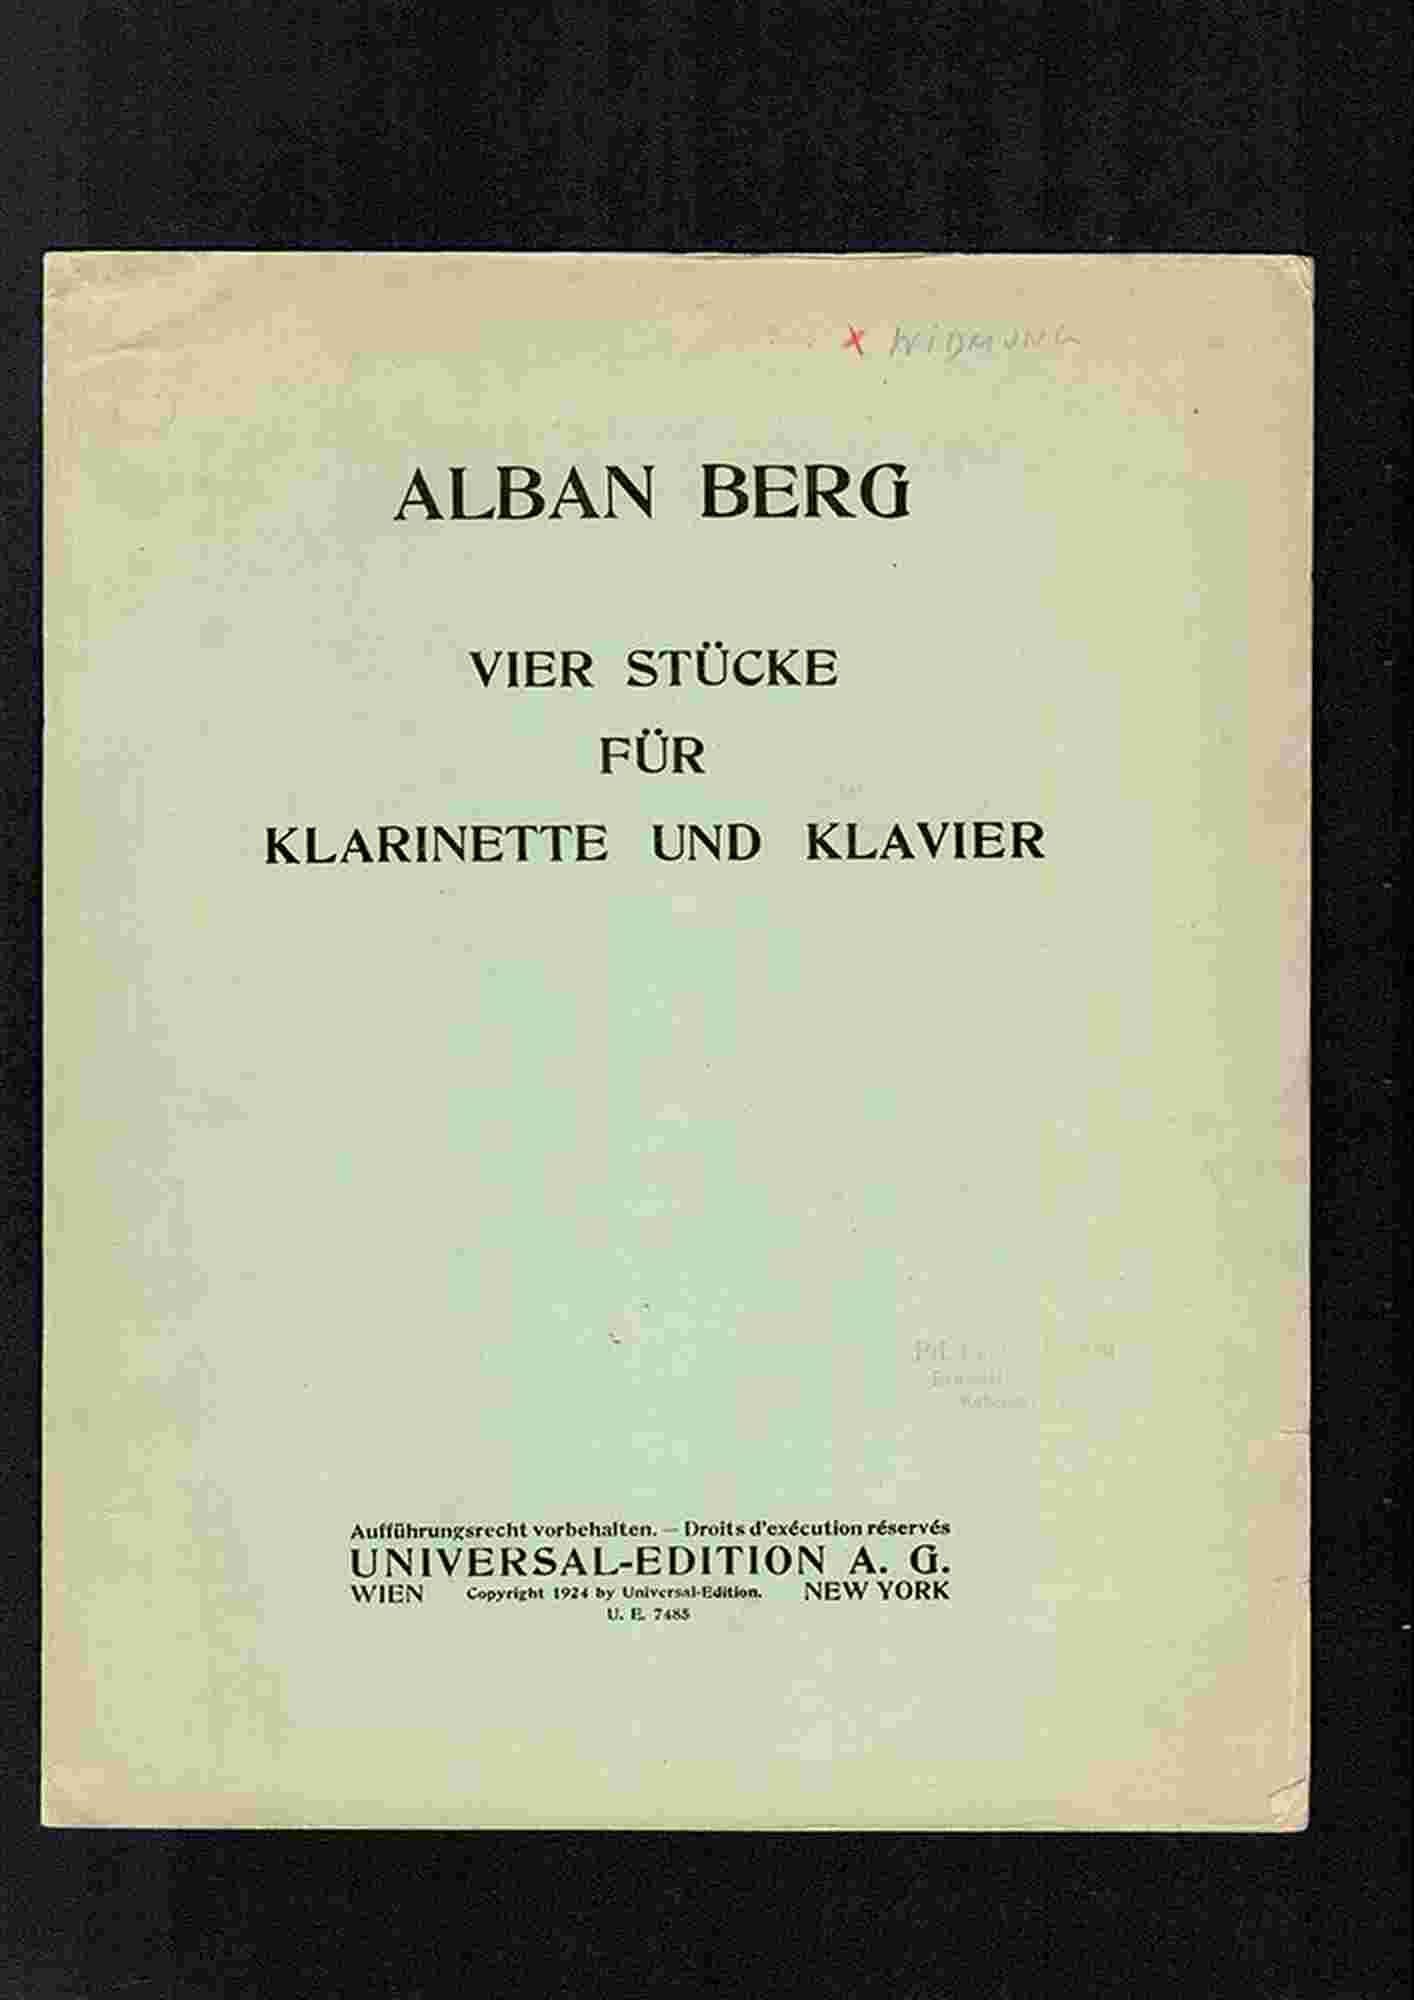 x WIDMUNG
ALBAN BERG
VIER STÜCKE
FÜR
KLARINETTE UND KLAVIER
Aufführungsrecht vorbehalten. — Droits d'exécution réservés
UNIVERSAL-EDITION A. G.
WIEN Copyright 1924 by Universal-Edition. NEW YORK
U. E. 7485